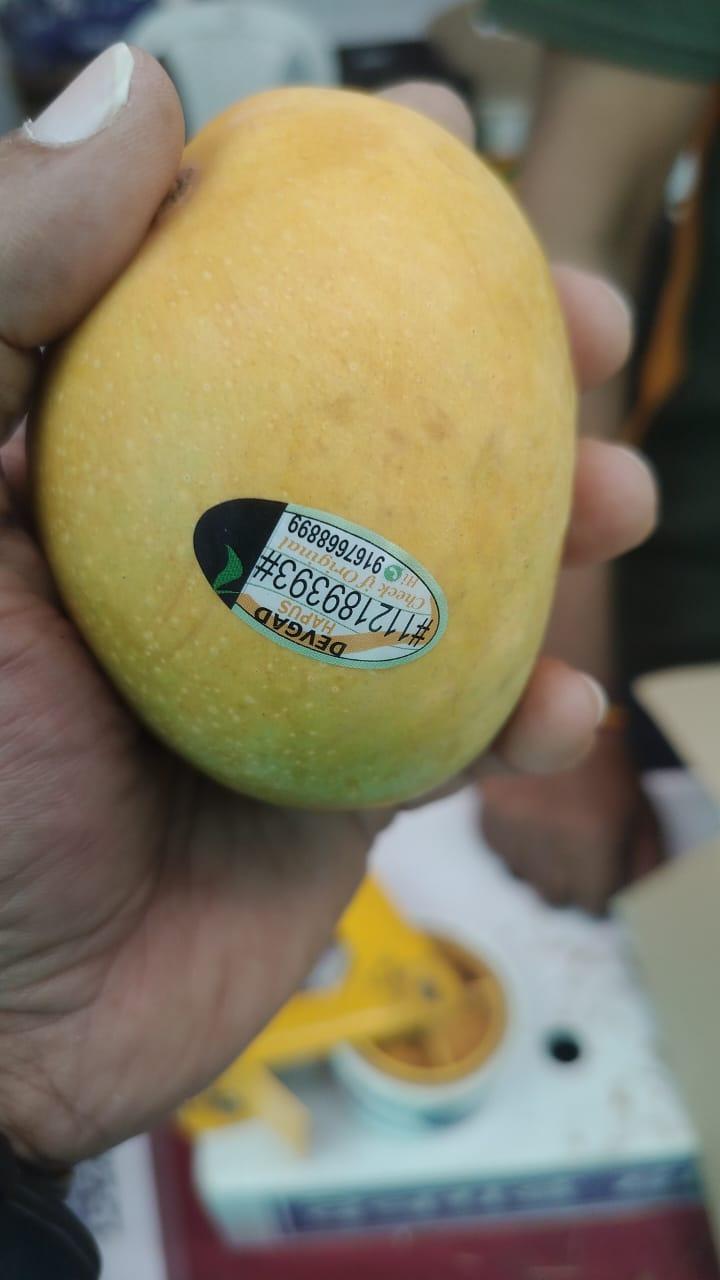 DEVGAD
HAPUS
#112189393#
Check if Original
Hi:
9167668899